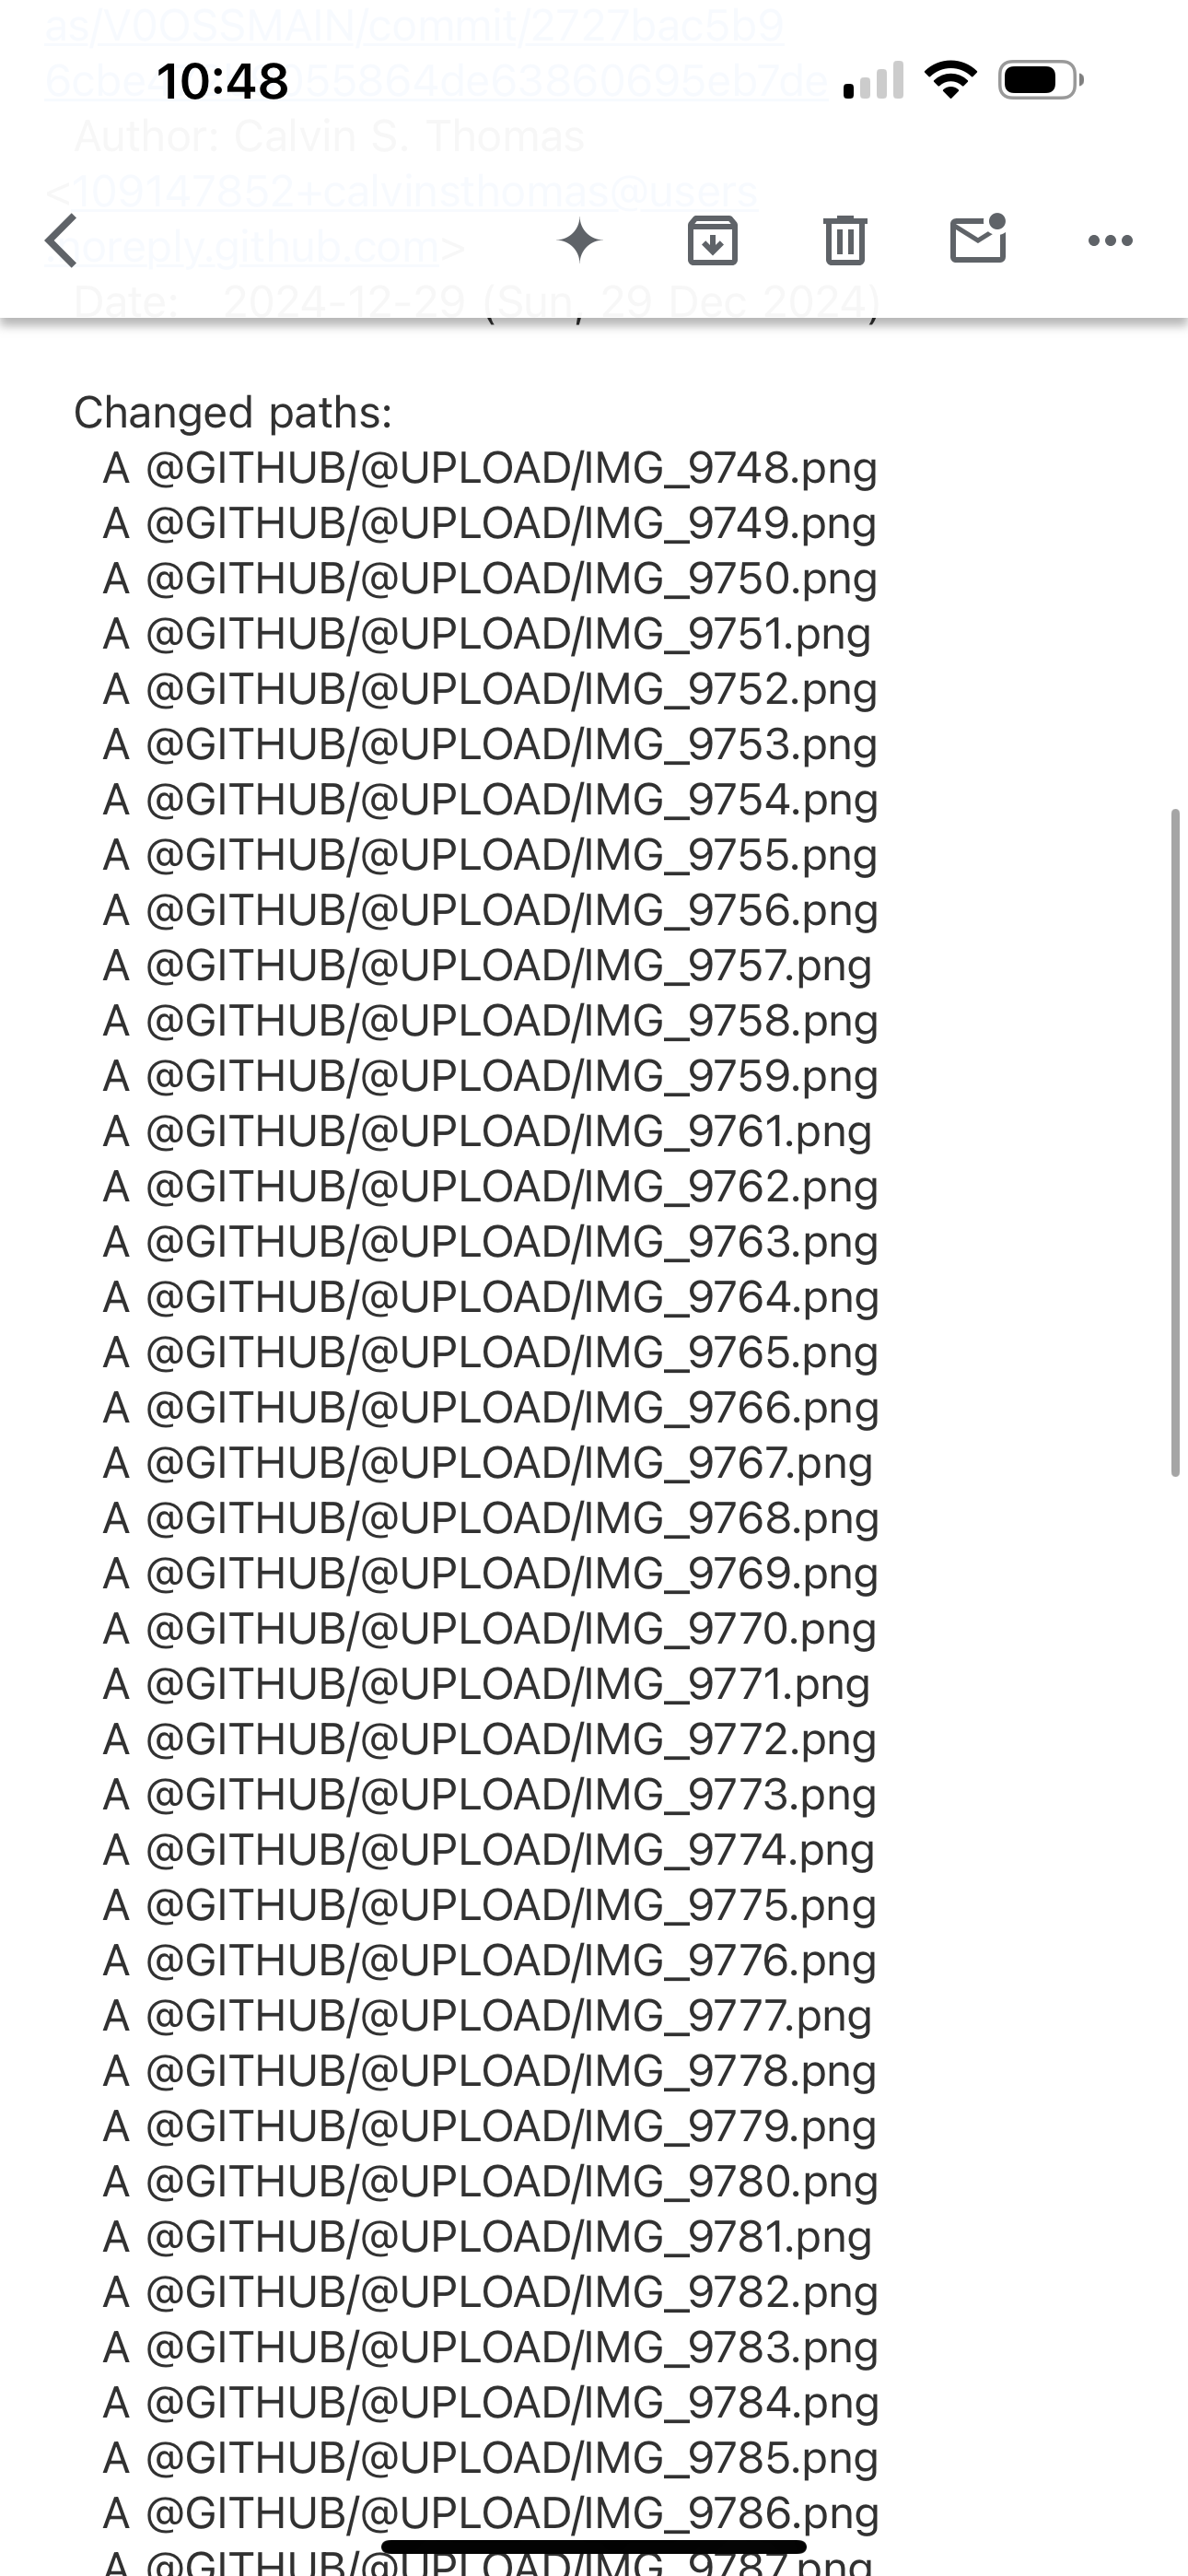 as/V0OSSMAIN/commit/2727bac5b9
10:48
055864de63860695eb7de
Author: Calvin S. Thomas
<109147852+calvinsthomas@users
noreply.github.com>
Date: 2024-12-29 (Sun, 29 Dec 2024)
Changed paths:
A @GITHUB/@UPLOAD/IMG_9748.png
A @GITHUB/@UPLOAD/IMG_9749.png
A @GITHUB/@UPLOAD/IMG_9750.png
A @GITHUB/@UPLOAD/IMG_9751.png
A @GITHUB/@UPLOAD/IMG_9752.png
A @GITHUB/@UPLOAD/IMG_9753.png
A @GITHUB/@UPLOAD/IMG_9754.png
A @GITHUB/@UPLOAD/IMG_9755.png
A @GITHUB/@UPLOAD/IMG_9756.png
A @GITHUB/@UPLOAD/IMG_9757.png
A @GITHUB/@UPLOAD/IMG_9758.png
A @GITHUB/@UPLOAD/IMG_9759.png
A @GITHUB/@UPLOAD/IMG_9761.png
A @GITHUB/@UPLOAD/IMG_9762.png
A @GITHUB/@UPLOAD/IMG_9763.png
A @GITHUB/@UPLOAD/IMG_9764.png
A @GITHUB/@UPLOAD/IMG_9765.png
A @GITHUB/@UPLOAD/IMG_9766.png
A @GITHUB/@UPLOAD/IMG_9767.png
A @GITHUB/@UPLOAD/IMG_9768.png
A @GITHUB/@UPLOAD/IMG_9769.png
A @GITHUB/@UPLOAD/IMG_9770.png
A @GITHUB/@UPLOAD/IMG_9771.png
A @GITHUB/@UPLOAD/IMG_9772.png
A @GITHUB/@UPLOAD/IMG_9773.png
A @GITHUB/@UPLOAD/IMG_9774.png
A @GITHUB/@UPLOAD/IMG_9775.png
A @GITHUB/@UPLOAD/IMG_9776.png
A @GITHUB/@UPLOAD/IMG_9777.png
A @GITHUB/@UPLOAD/IMG_9778.png
A @GITHUB/@UPLOAD/IMG_9779.png
A @GITHUB/@UPLOAD/IMG_9780.png
A @GITHUB/@UPLOAD/IMG_9781.png
A @GITHUB/@UPLOAD/IMG_9782.png
A @GITHUB/@UPLOAD/IMG_9783.png
A @GITHUB/@UPLOAD/IMG_9784.png
A @GITHUB/@UPLOAD/IMG_9785.png
A @GITHUB/@UPLOAD/IMG_9786.png
A @GITHUB/@UPLOAD/IMG_9787.png